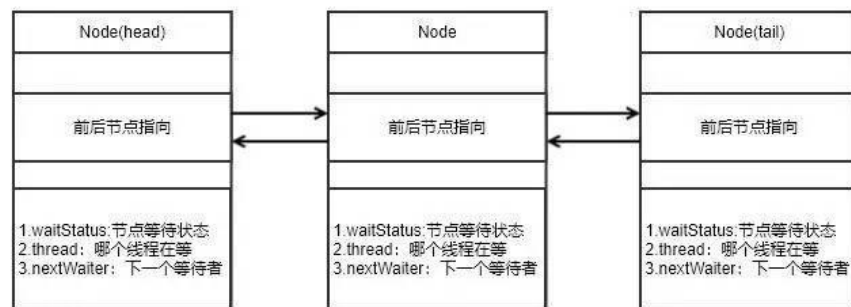 Node(head)
Node
Node(tail)
前后节点指向
前后节点指向
前后节点指向
1.waitStatus:节点等待状态
2.thread：哪个线程在等
3.nextWaiter：下一个等待者
1.waitStatus:节点等待状态
2.thread：哪个线程在等
3.nextWaiter：下一个等待者
1.waitStatus:节点等待状态
2.thread：哪个线程在等
3.nextWaiter：下一个等待者